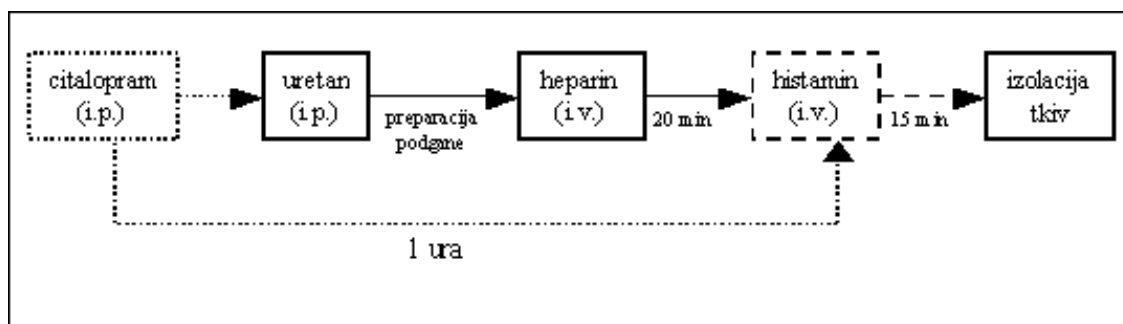 citalopram
(i.p.)
uretan
(i.p.)
preparacija
podgane
heparin
(i.v.)
20 min
histamin
(i.v.)
15 min
izolacija
tkiv
1 ura